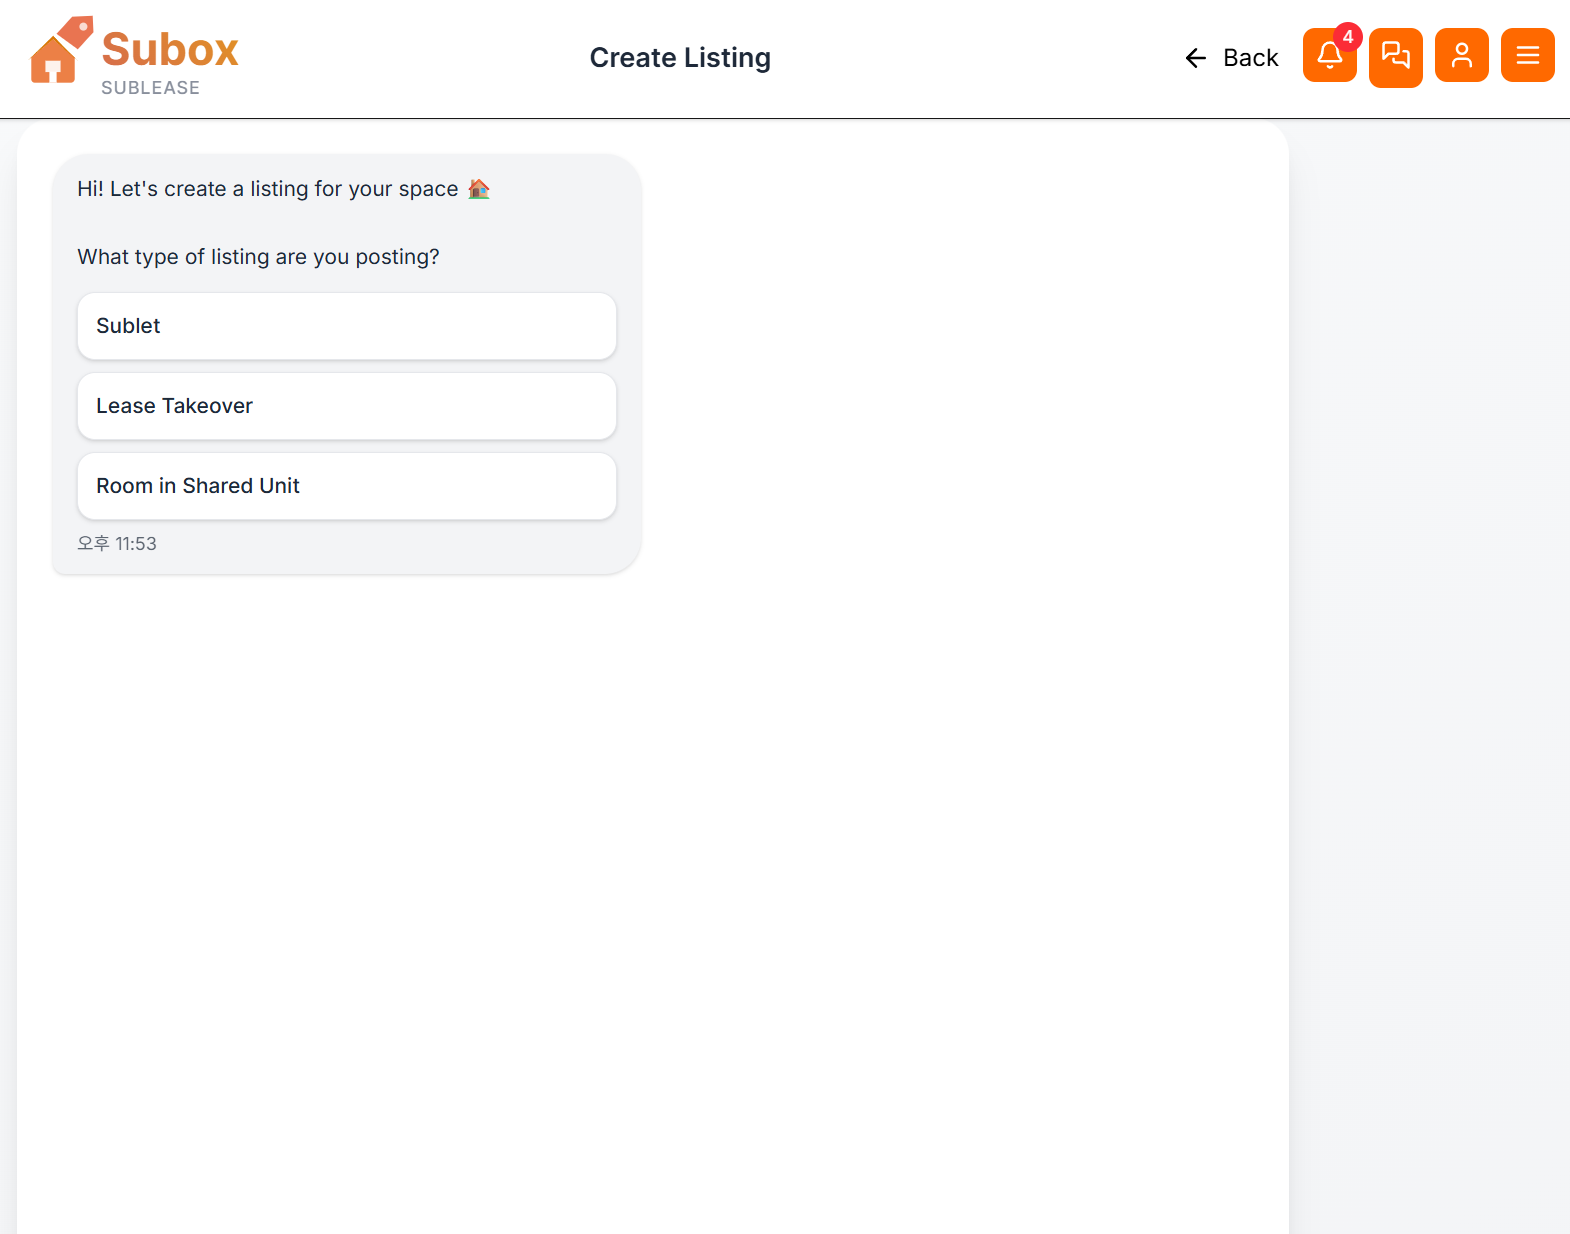 Subox
SUBLEASE
Create Listing
Back
4
Hi! Let's create a listing for your space
What type of listing are you posting?
Sublet
Lease Takeover
Room in Shared Unit
오후 11:53